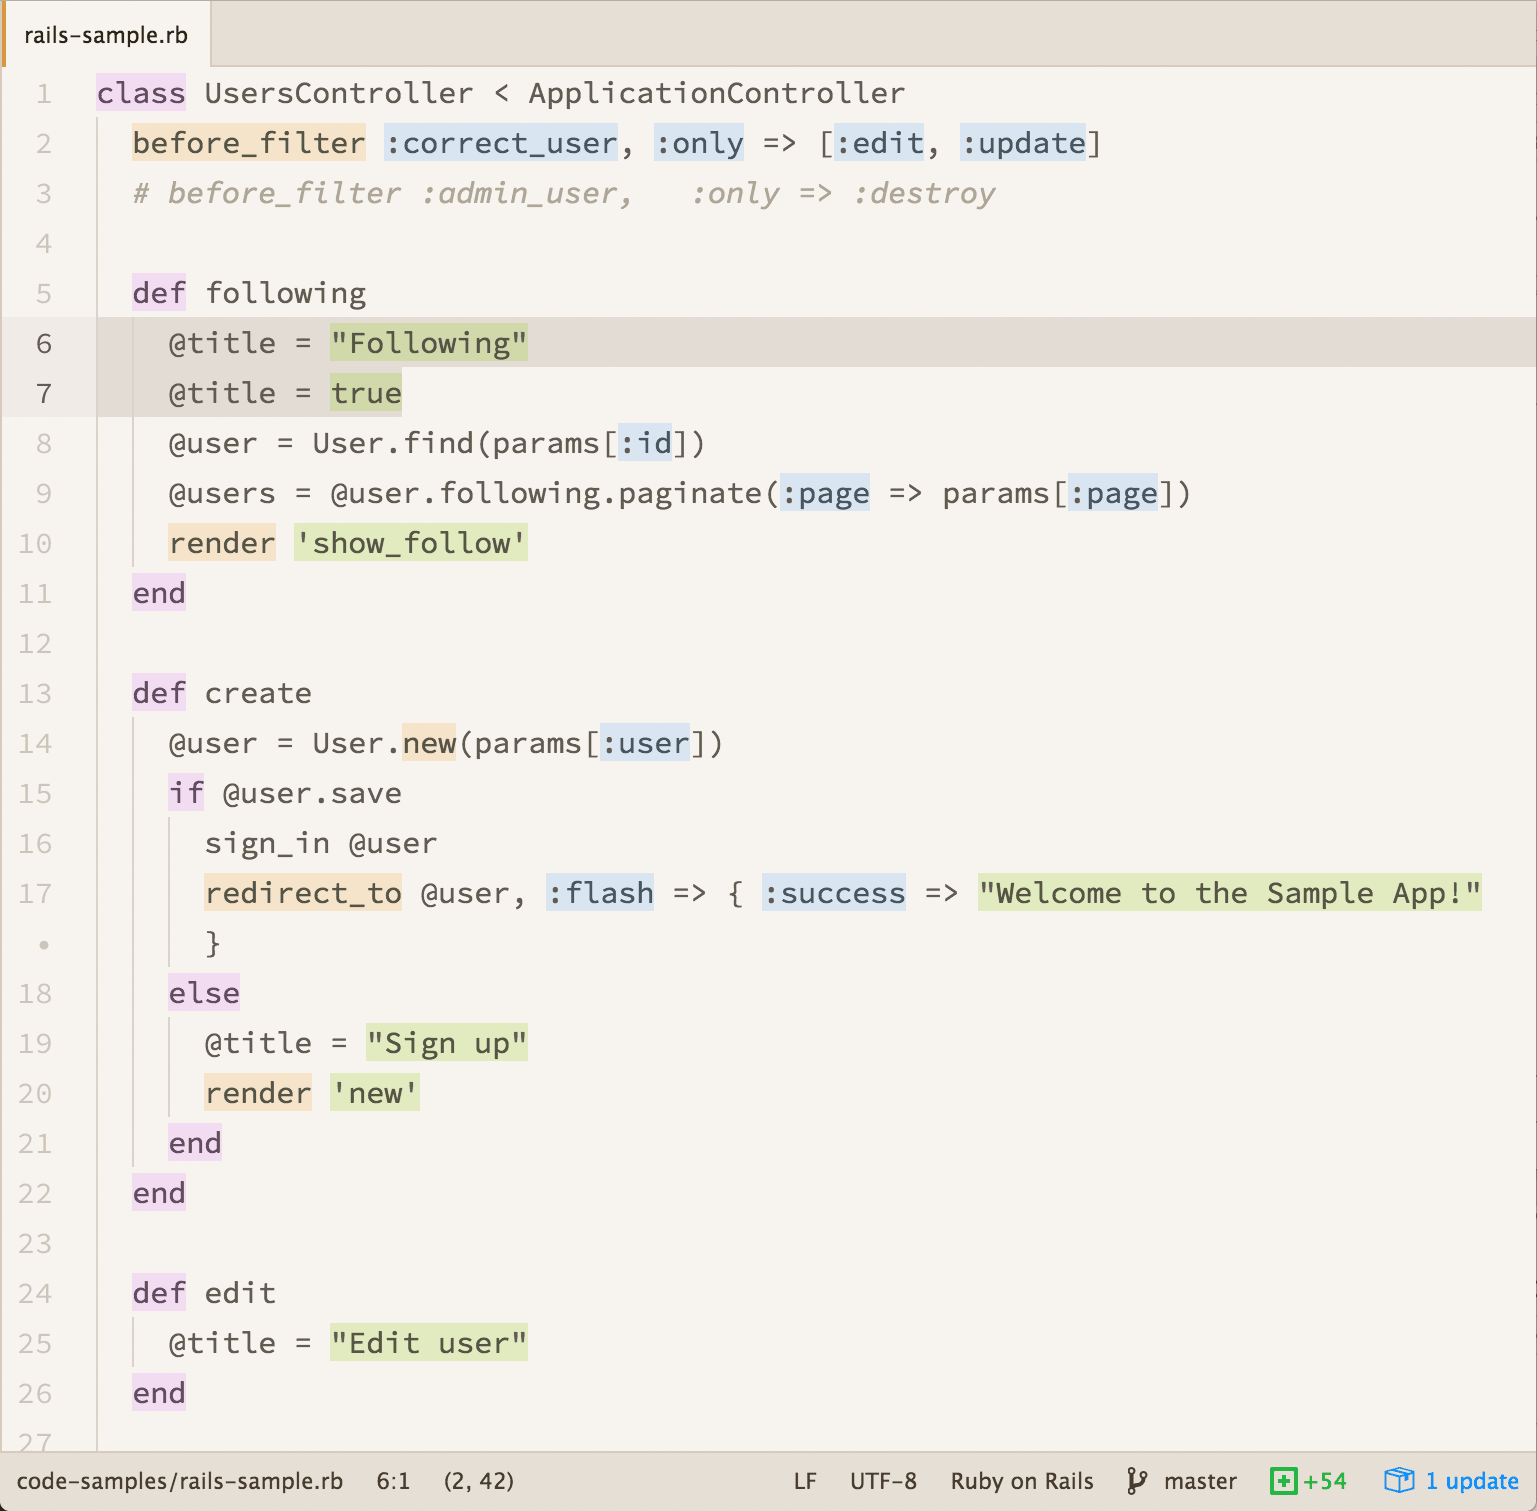 rails-sample.rb
1 class UsersController < ApplicationController
2 before_filter :correct_user, :only => [:edit, :update]
3 # before_filter :admin_user,   :only => :destroy
4
5 def following
6 @title = "Following"
7 @title = true
8 @user = User.find(params[:id])
9 @users = @user.following.paginate(:page => params[:page])
10 render 'show_follow'
11 end
12
13 def create
14 @user = User.new(params[:user])
15 if @user.save
16 sign_in @user
17 redirect_to @user, :flash => { :success => "Welcome to the Sample App!"
• }
18 else
19 @title = "Sign up"
20 render 'new'
21 end
22 end
23
24 def edit
25 @title = "Edit user"
26 end
27
code-samples/rails-sample.rb 6:1 (2, 42) LF UTF-8 Ruby on Rails master +54 1 update